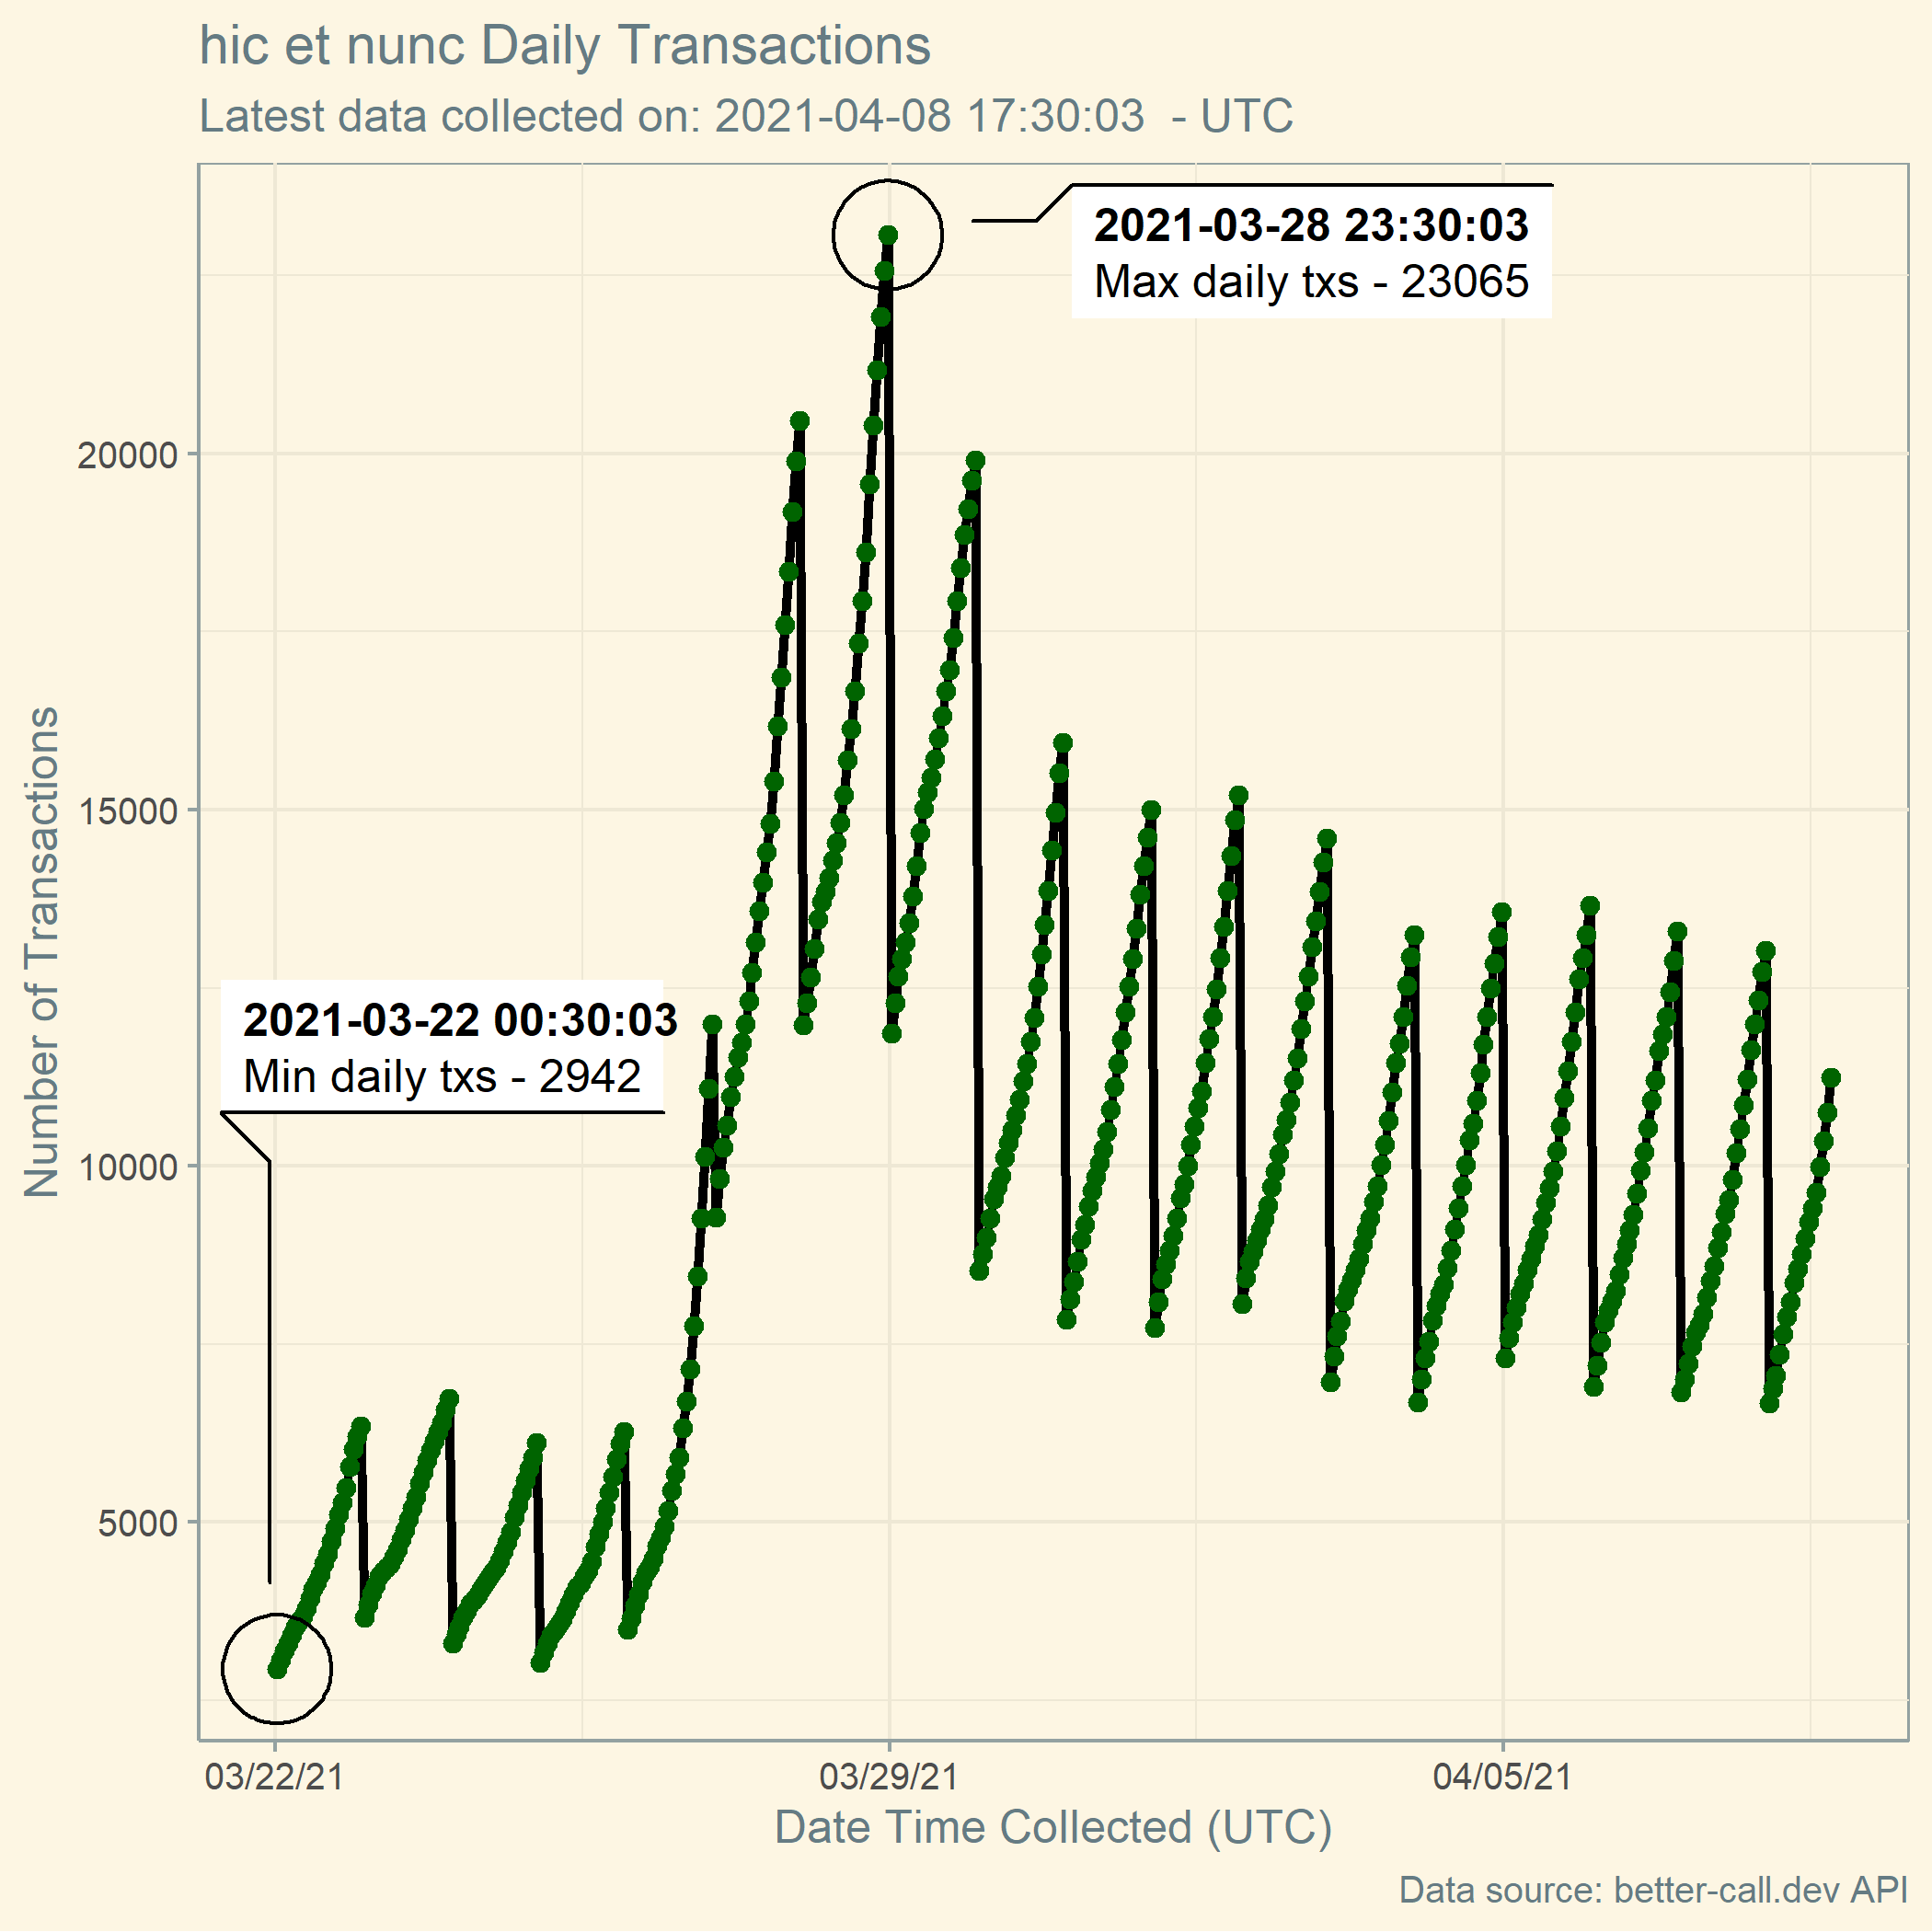 hic et nunc Daily Transactions
Latest data collected on: 2021-04-08 17:30:03  - UTC
2021-03-28 23:30:03
Max daily txs - 23065
20000
15000
10000
5000
Number of Transactions
2021-03-22 00:30:03
Min daily txs - 2942
03/22/21
03/29/21
04/05/21
Date Time Collected (UTC)
Data source: better-call.dev API